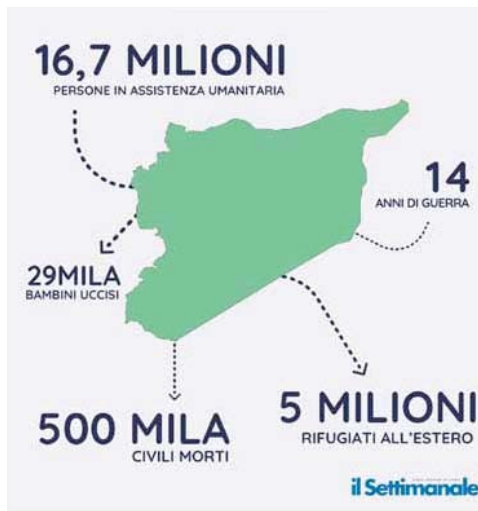 16,7 MILIONI
PERSONE IN ASSISTENZA UMANITARIA
14
ANNI DI GUERRA
29MILA
BAMBINI UCCISI
500 MILA
CIVILI MORTI
5 MILIONI
RIFUGIATI ALL'ESTERO
il Settimanale